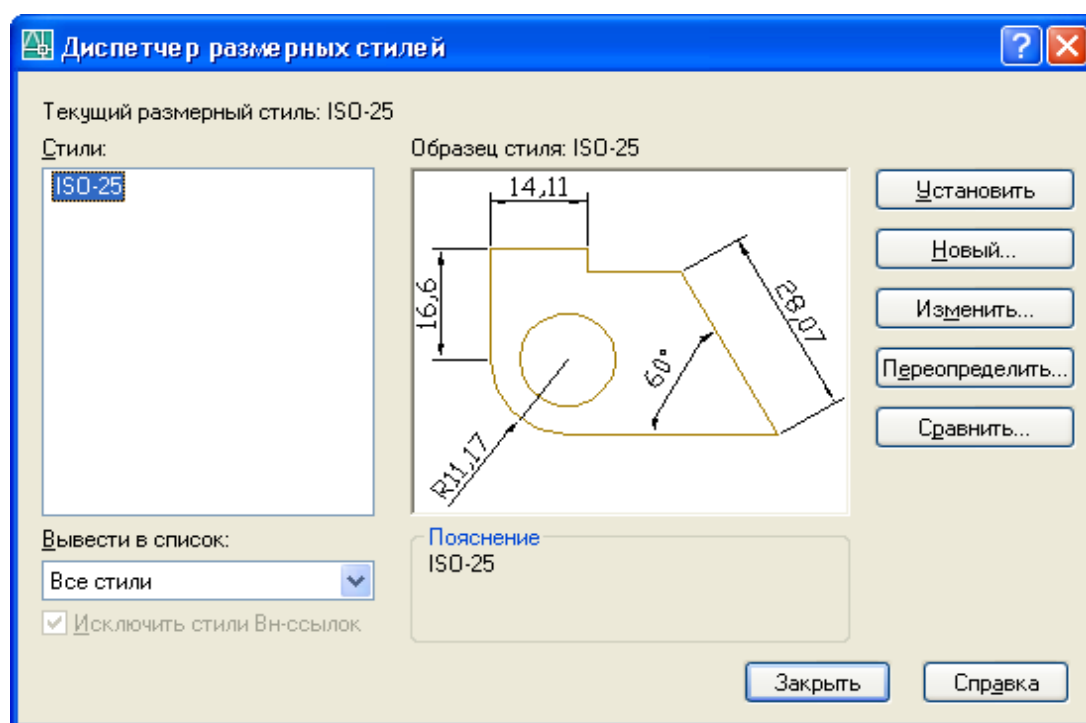 Диспетчер размерных стилей
Текущий размерный стиль: ISO-25
Стили:
ISO-25
Образец стиля: ISO-25
14,11
16,6
28,07
60°
R11,17
Установить
Новый...
Изменить...
Переопределить...
Сравнить...
Вывести в список:
Все стили
Исключить стили Вн-ссылок
Пояснение
ISO-25
Закрыть
Справка